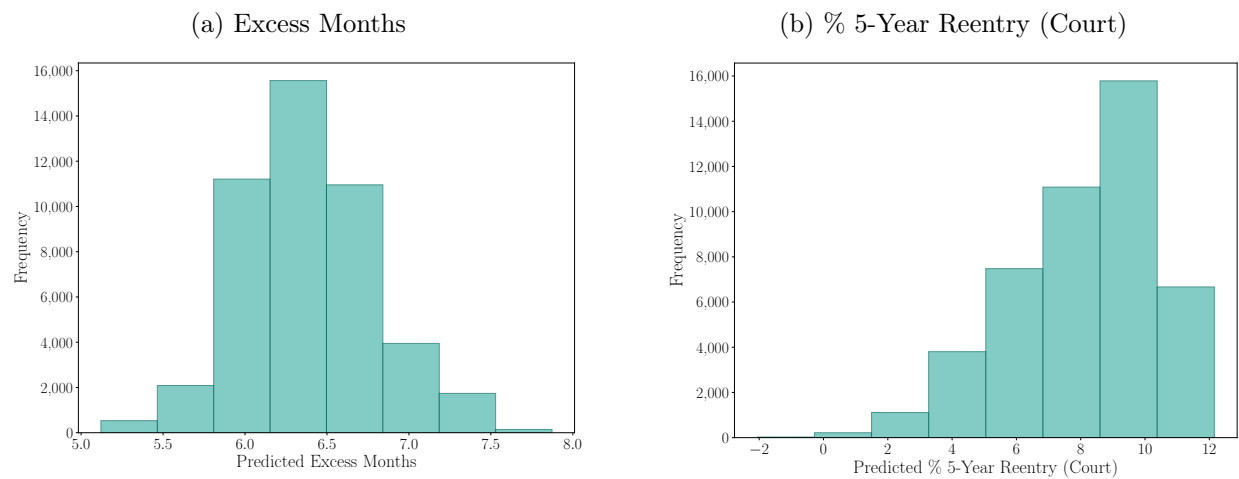 (a) Excess Months
16,000
14,000
12,000
10,000
8,000
6,000
4,000
2,000
0
Frequency
5.0 5.5 6.0 6.5 7.0 7.5 8.0
Predicted Excess Months
(b) % 5-Year Reentry (Court)
16,000
14,000
12,000
10,000
8,000
6,000
4,000
2,000
0
Frequency
−2 0 2 4 6 8 10 12
Predicted % 5-Year Reentry (Court)